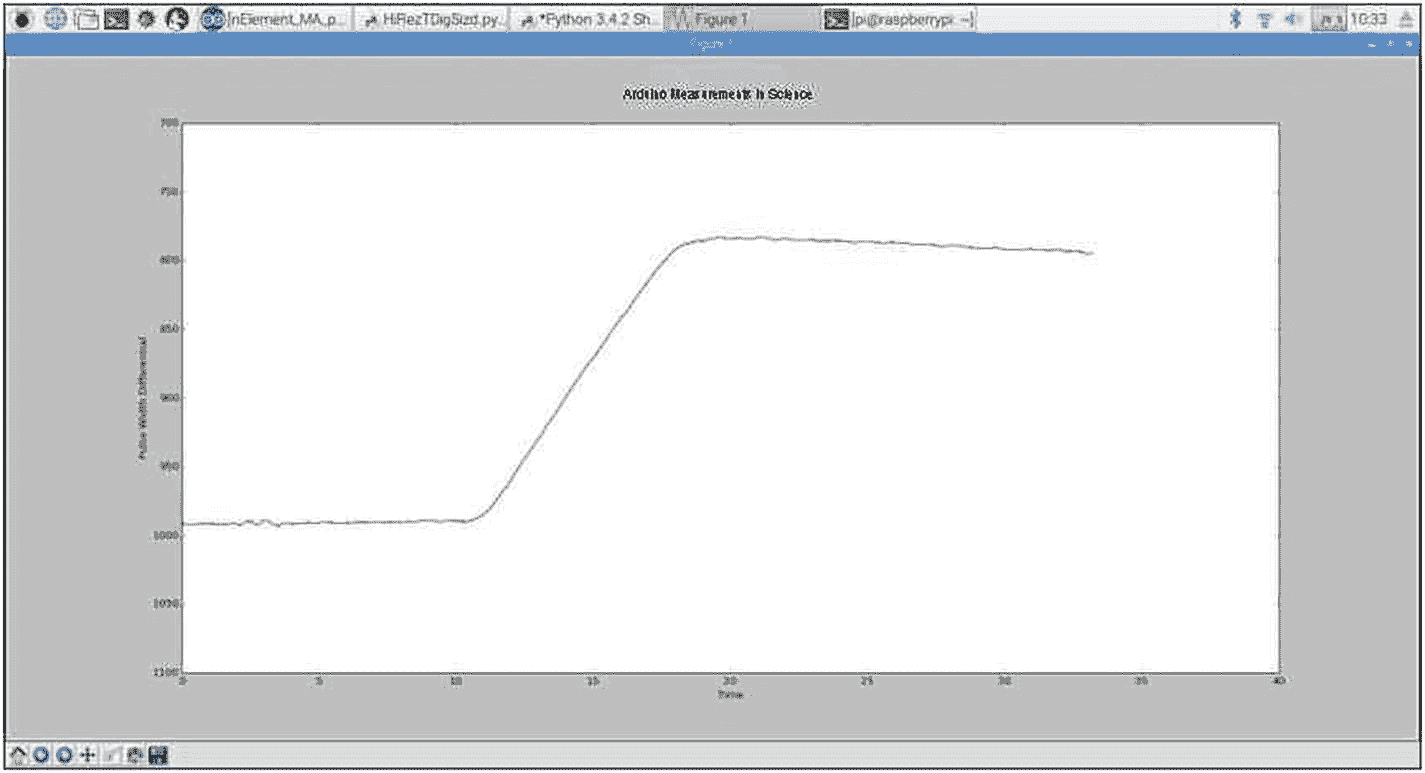 [nElement_MA_p... HiRezTDigSizd.py... *Python 3.4.2 Sh... Figure 1 [pi@raspberrypi: ~] 10:33
Figure 1
Arduino Measurements in Science
700
750
800
850
900
950
1000
1050
1100
Pulse Width Differential
0 5 10 15 20 25 30 35 40
Time